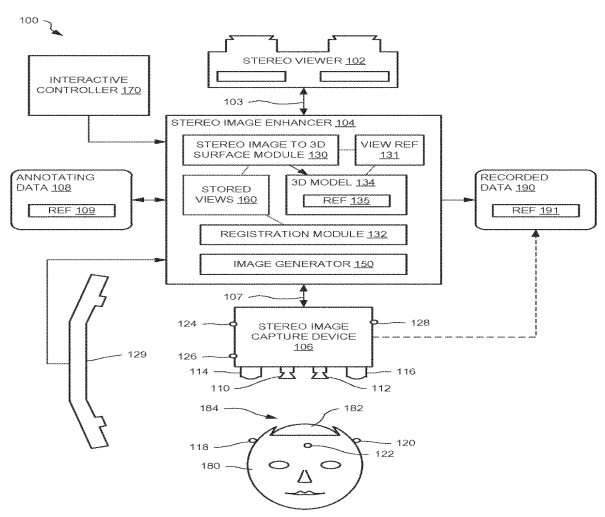 100
STEREO VIEWER 102
INTERACTIVE
CONTROLLER 170
103
STEREO IMAGE ENHANCER 104
STEREO IMAGE TO 3D
SURFACE MODULE 130
VIEW REF
131
ANNOTATING
DATA 108
REF 109
STORED
VIEWS 160
3D MODEL 134
REF 135
RECORDED
DATA 190
REF 191
REGISTRATION MODULE 132
IMAGE GENERATOR 150
107
124
STEREO IMAGE
CAPTURE DEVICE
106
128
126
129
114
110
112
116
184
182
118
120
122
180